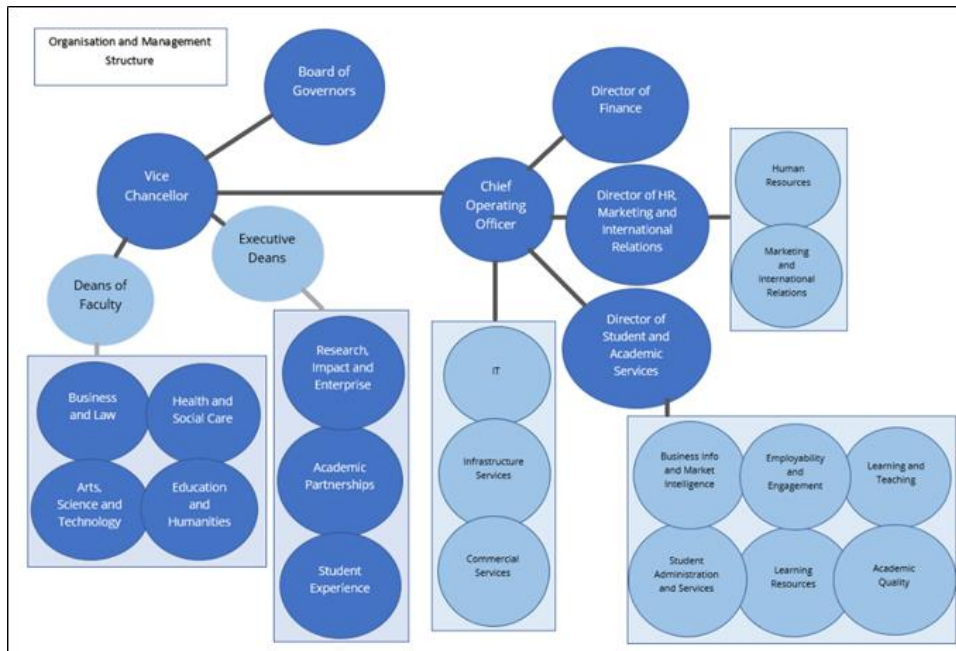 Organisation and Management
Structure
Board of
Governors
Director of
Finance
Vice
Chancellor
Chief
Operating
Officer
Director of HR,
Marketing and
International
Relations
Human
Resources
Marketing
and
International
Relations
Executive
Deans
Deans of
Faculty
Director of
Student and
Academic
Services
Business
and Law
Health and
Social Care
Arts,
Science and
Technology
Education
and
Humanities
Research,
Impact and
Enterprise
Academic
Partnerships
Student
Experience
IT
Infrastructure
Services
Commercial
Services
Business Info
and Market
Intelligence
Employability
and
Engagement
Learning and
Teaching
Student
Administration
and Services
Learning
Resources
Academic
Quality